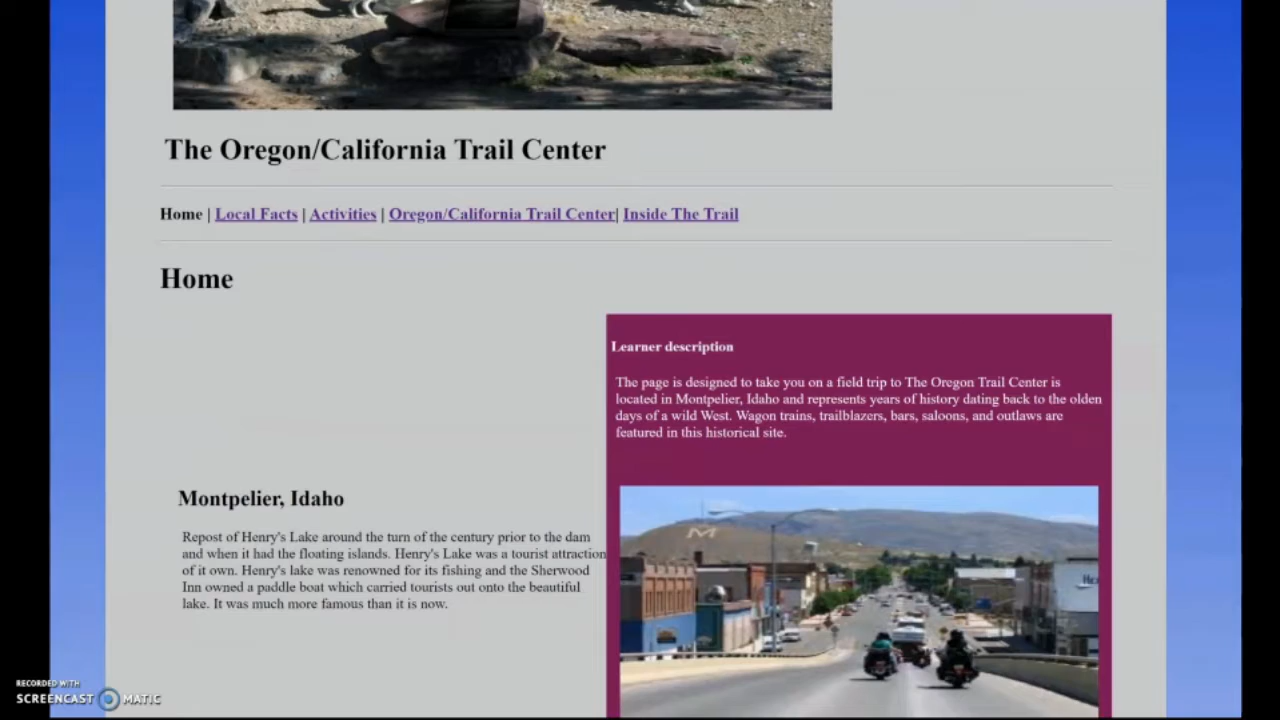 The Oregon/California Trail Center
Home | Local Facts | Activities | Oregon/California Trail Center| Inside The Trail
Home
Learner description
The page is designed to take you on a field trip to The Oregon Trail Center is
located in Montpelier, Idaho and represents years of history dating back to the olden
days of a wild West. Wagon trains, trailblazers, bars, saloons, and outlaws are
featured in this historical site.
Montpelier, Idaho
Repost of Henry's Lake around the turn of the century prior to the dam
and when it had the floating islands. Henry's Lake was a tourist attraction
of it own. Henry's lake was renowned for its fishing and the Sherwood
Inn owned a paddle boat which carried tourists out onto the beautiful
lake. It was much more famous than it is now.
M
RECORDED WITH
SCREENCAST MATIC